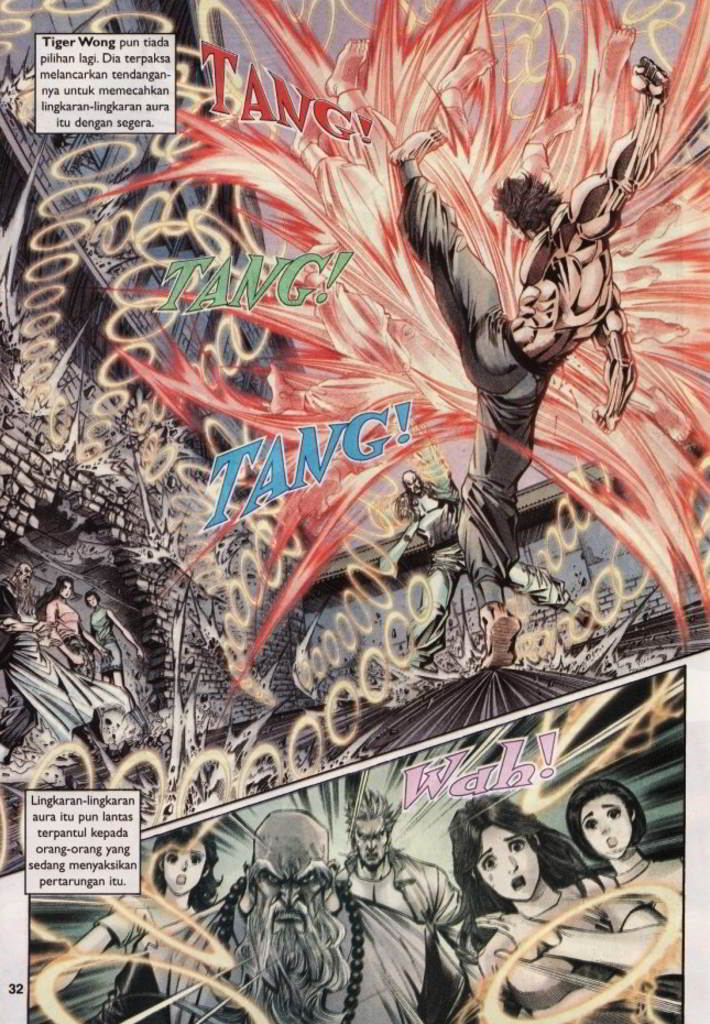 Tiger Wong pun tiada
pilihan lagi. Dia terpaksa
melancarkan tendangan-
nya untuk memecahkan
lingkaran-lingkaran aura
itu dengan segera.
TANG!
TANG!
TANG!
Wah!
Lingkaran-lingkaran
aura itu pun lantas
terpantul kepada
orang-orang yang
sedang menyaksikan
pertarungan itu.
32